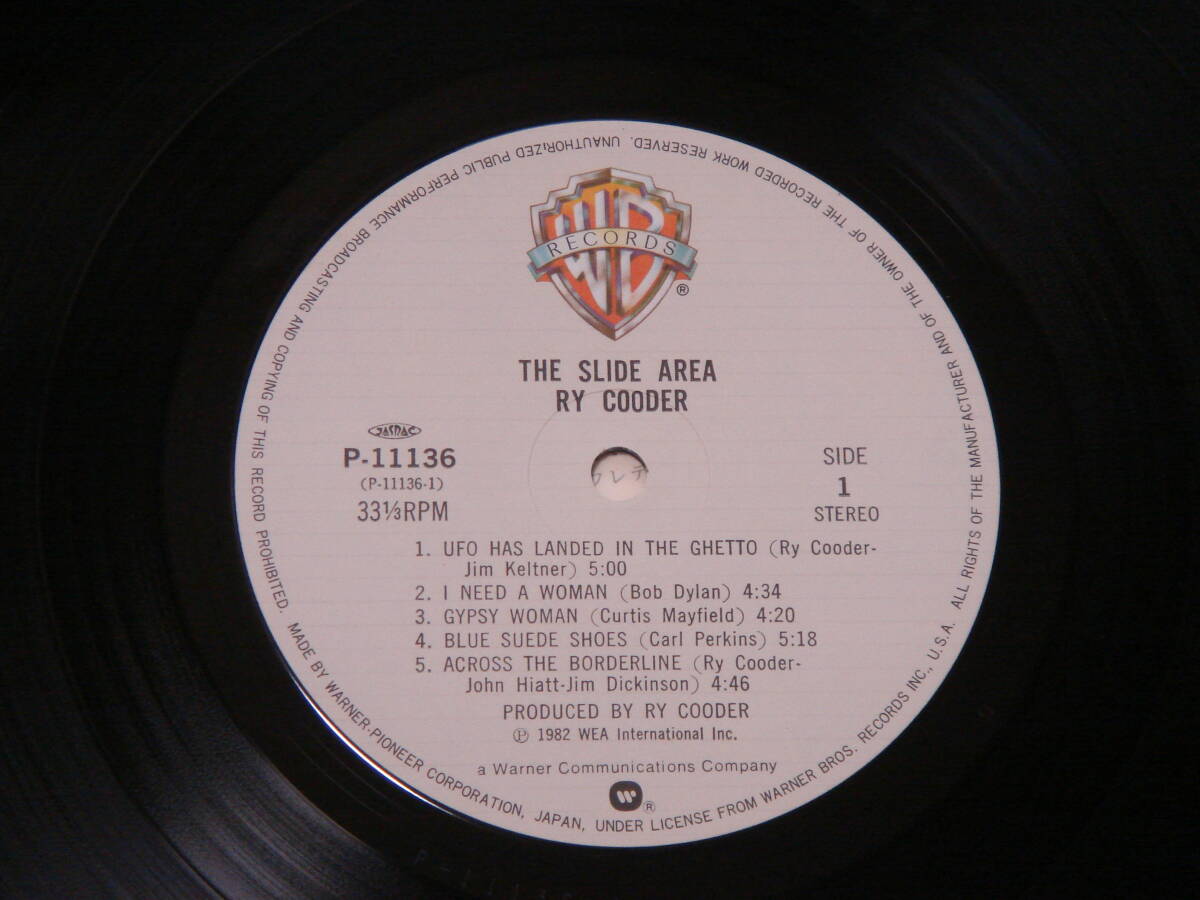 WB
RECORDS
®
THE SLIDE AREA
RY COODER
JASRAC
P-11136
(P-11136-1)
33⅓RPM
SIDE
1
STEREO
1. UFO HAS LANDED IN THE GHETTO (Ry Cooder-
Jim Keltner) 5:00
2. I NEED A WOMAN (Bob Dylan) 4:34
3. GYPSY WOMAN (Curtis Mayfield) 4:20
4. BLUE SUEDE SHOES (Carl Perkins) 5:18
5. ACROSS THE BORDERLINE (Ry Cooder-
John Hiatt-Jim Dickinson) 4:46
PRODUCED BY RY COODER
Ⓟ 1982 WEA International Inc.
a Warner Communications Company
®
MADE BY WARNER-PIONEER CORPORATION, JAPAN, UNDER LICENSE FROM WARNER BROS. RECORDS INC., U.S.A. ALL RIGHTS OF THE MANUFACTURER AND OF THE OWNER OF THE RECORDED WORK RESERVED. UNAUTHORIZED PUBLIC PERFORMANCE BROADCASTING AND COPYING OF THIS RECORD PROHIBITED.